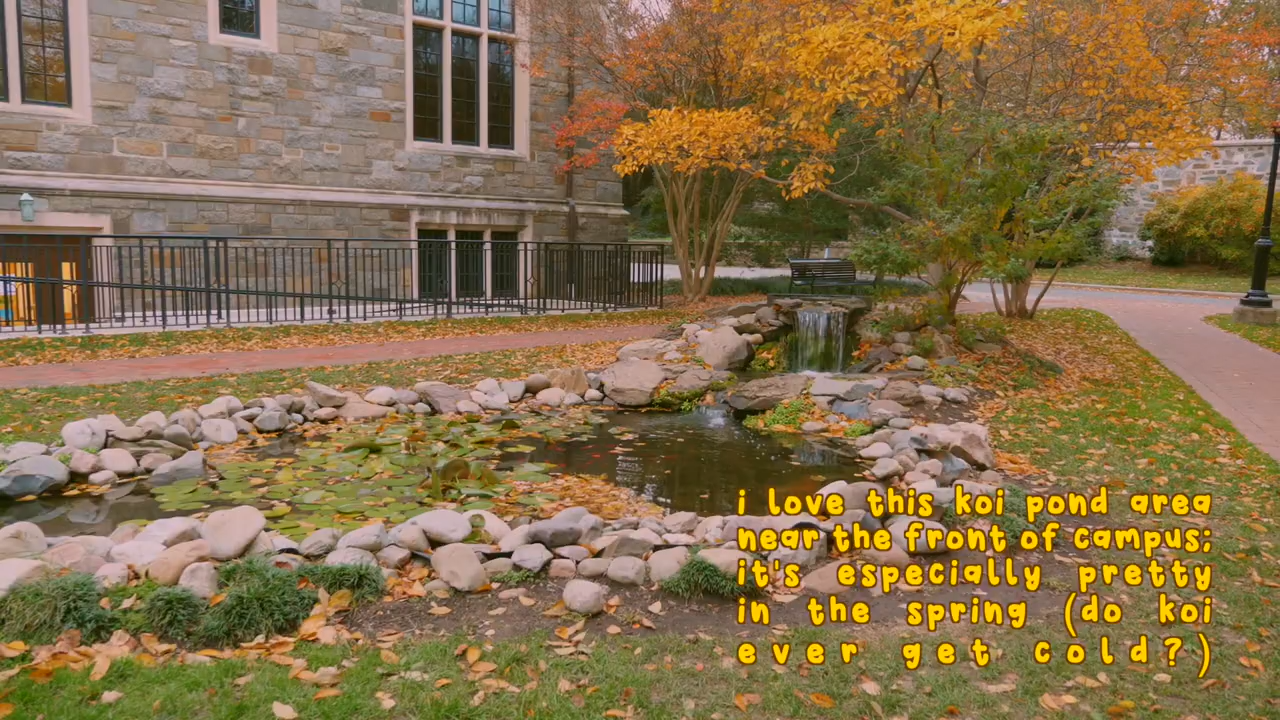 i love this koi pond area
near the front of campus;
it's especially pretty
in the spring (do koi
ever get cold?)